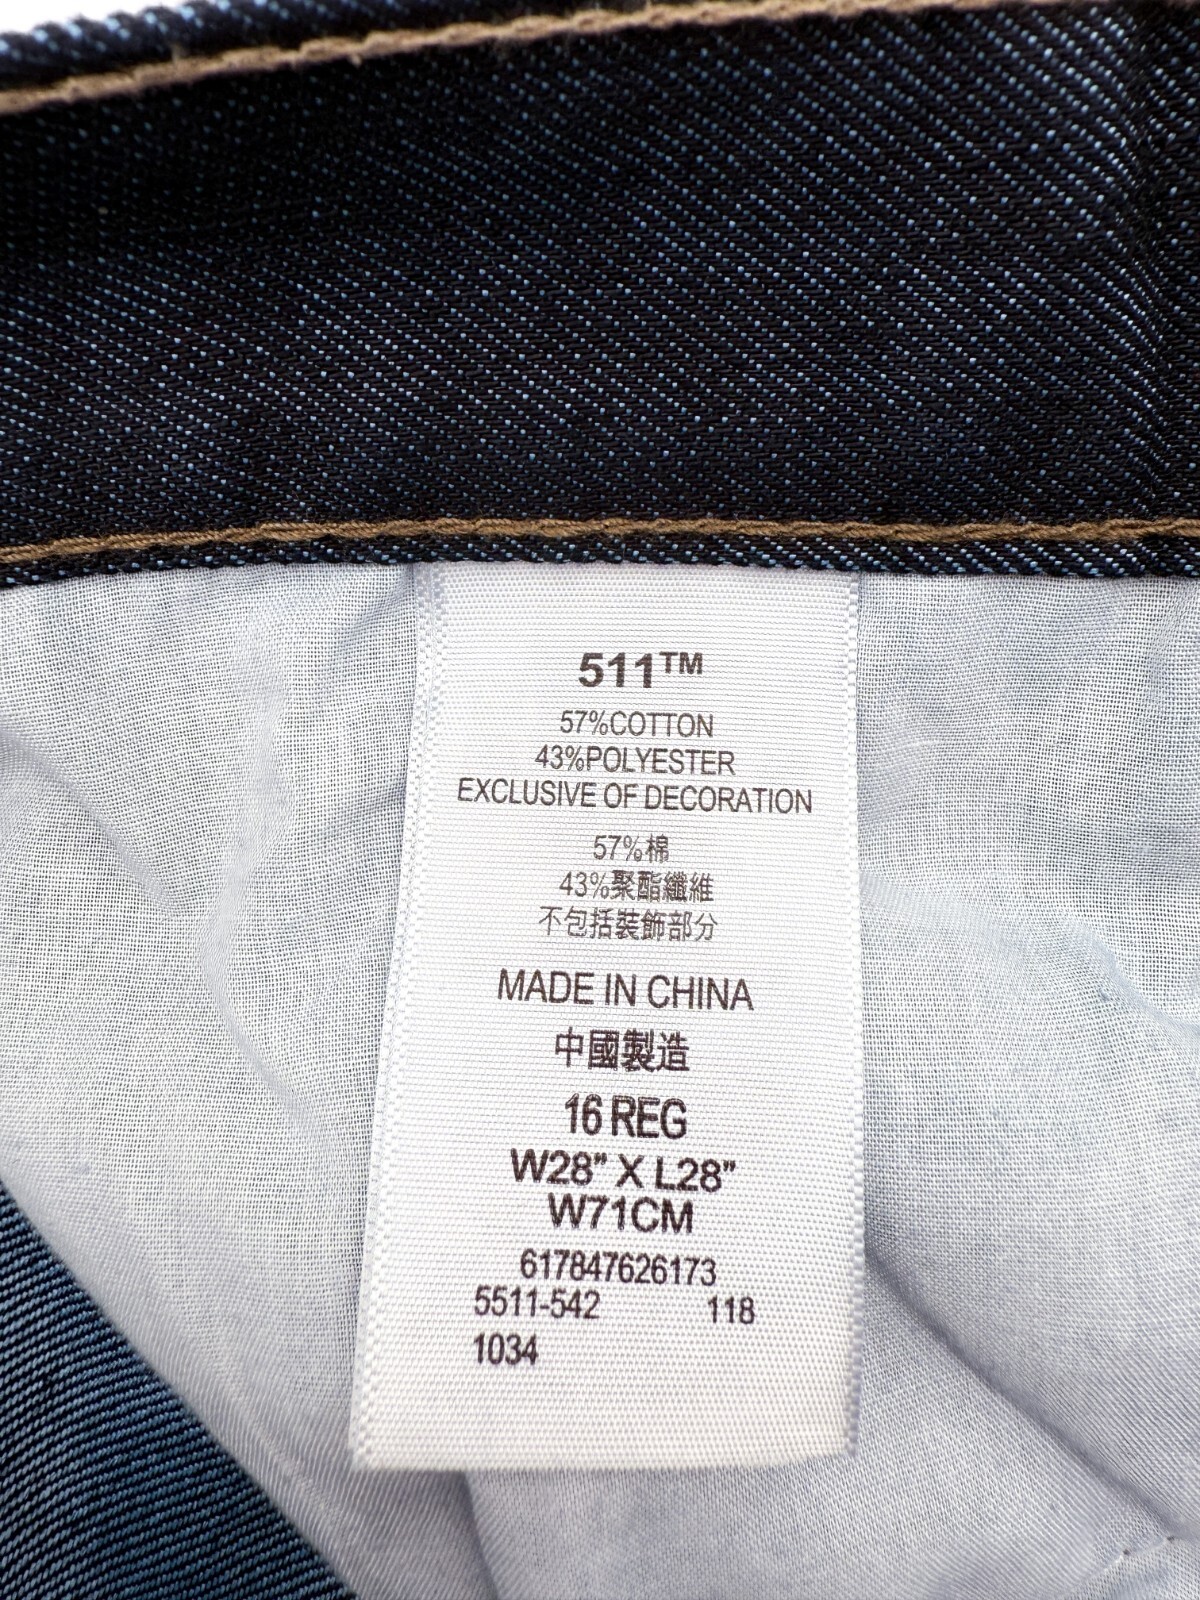 511™
57%COTTON
43%POLYESTER
EXCLUSIVE OF DECORATION
57%棉
43%聚酯纖維
不包括裝飾部分
MADE IN CHINA
中國製造
16 REG
W28" X L28"
W71CM
617847626173
5511-542 118
1034